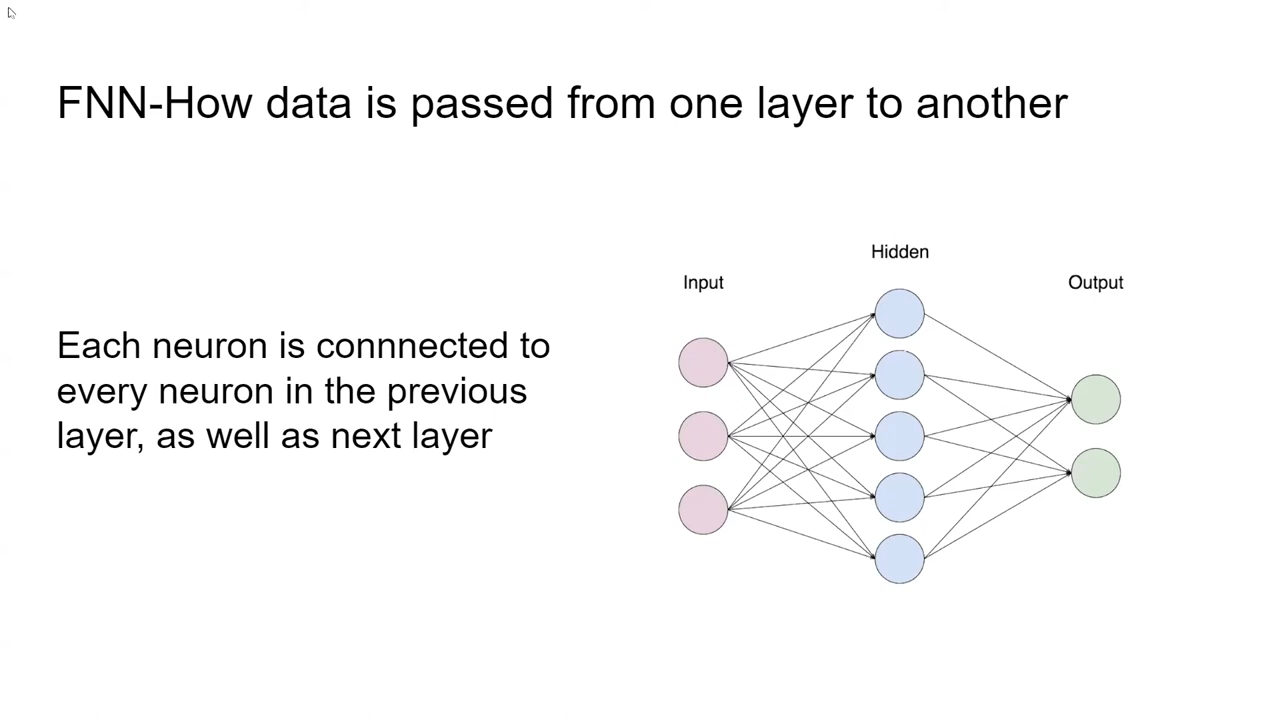 FNN-How data is passed from one layer to another
Hidden
Input
Output
Each neuron is connnected to
every neuron in the previous
layer, as well as next layer